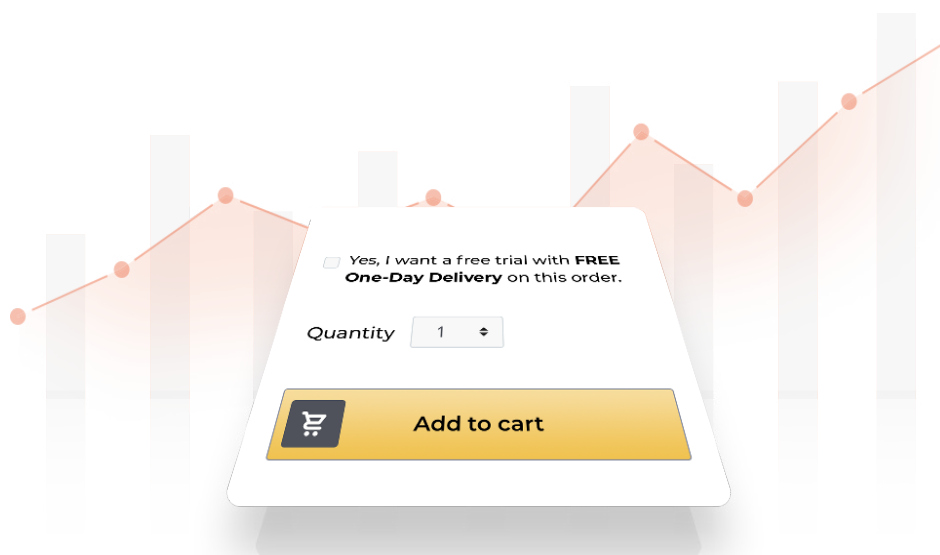 Yes, I want a free trial with FREE
One-Day Delivery on this order.
Quantity 1
Add to cart